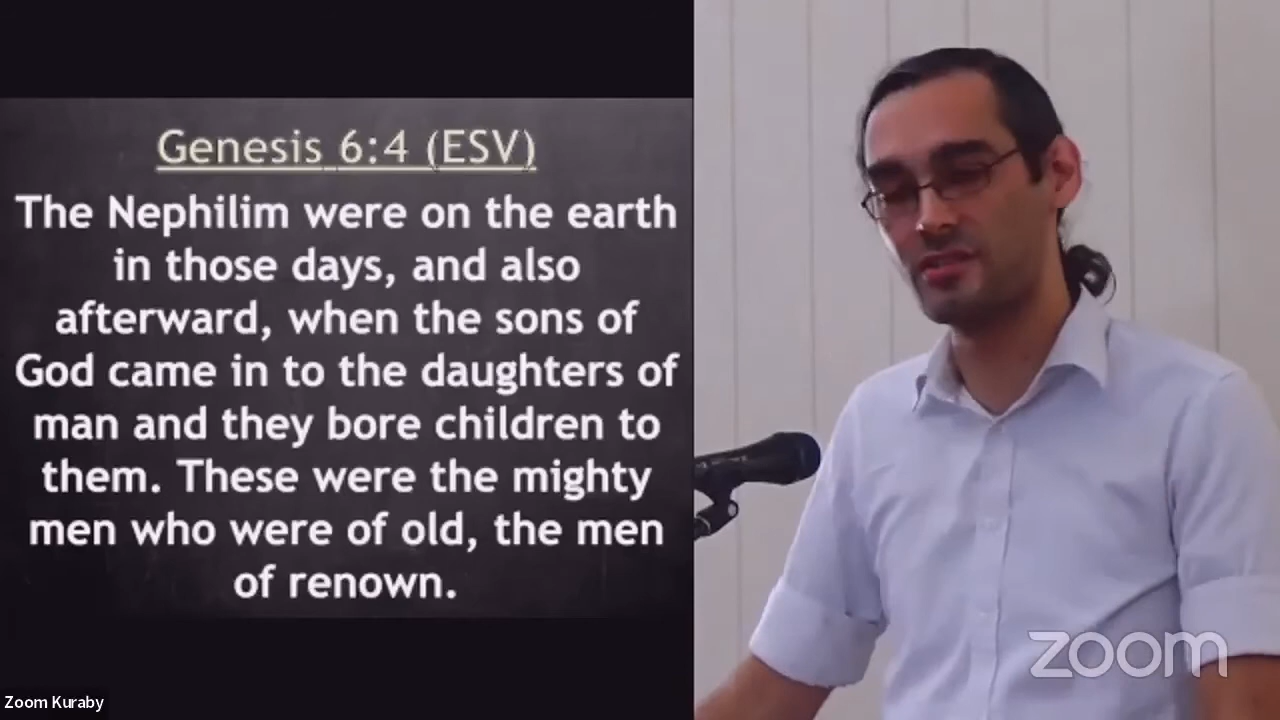 Genesis 6:4 (ESV)
The Nephilim were on the earth
in those days, and also
afterward, when the sons of
God came in to the daughters of
man and they bore children to
them. These were the mighty
men who were of old, the men
of renown.
zoom
Zoom Kuraby